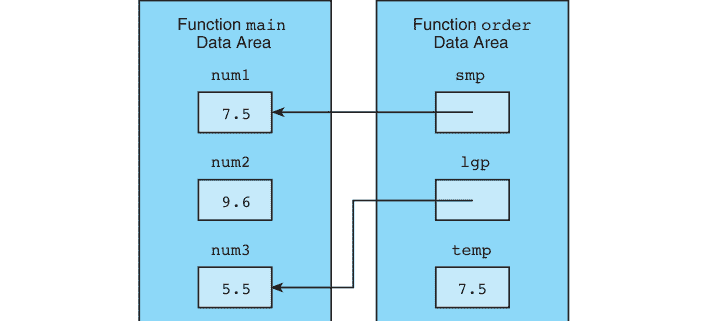 Function main
Data Area
num1
7.5
num2
9.6
num3
5.5
Function order
Data Area
smp
lgp
temp
7.5